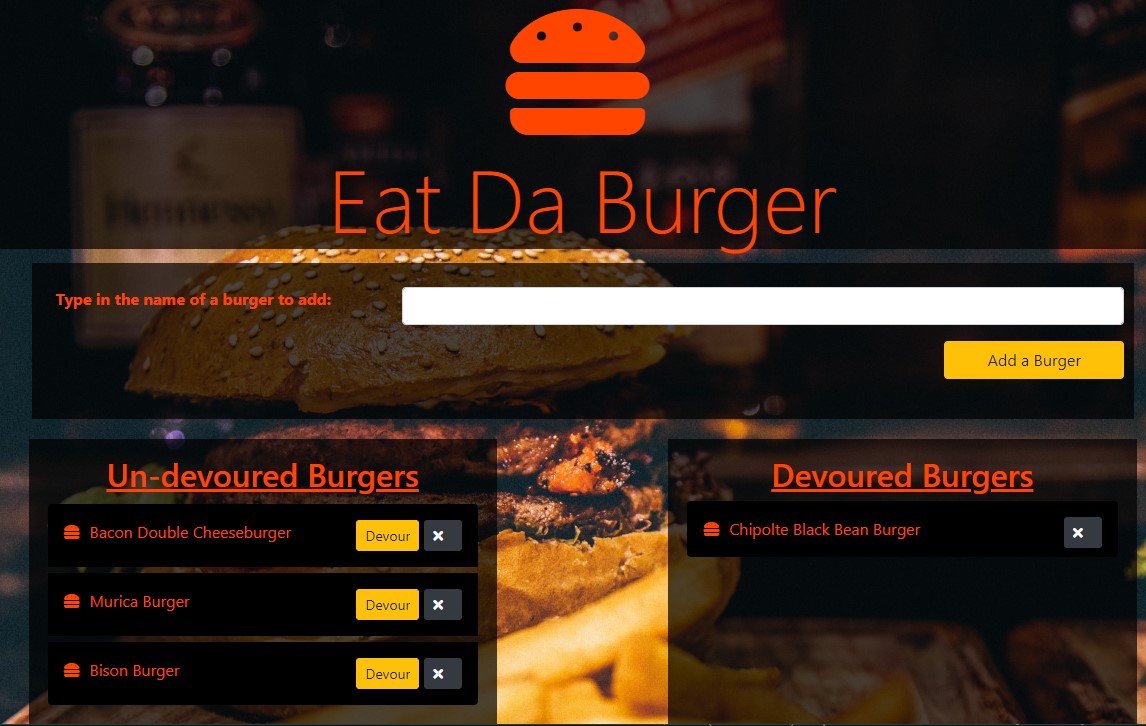 Eat Da Burger
Type in the name of a burger to add:
Add a Burger
Un-devoured Burgers
Bacon Double Cheeseburger Devour
Murica Burger Devour
Bison Burger Devour
Devoured Burgers
Chipolte Black Bean Burger